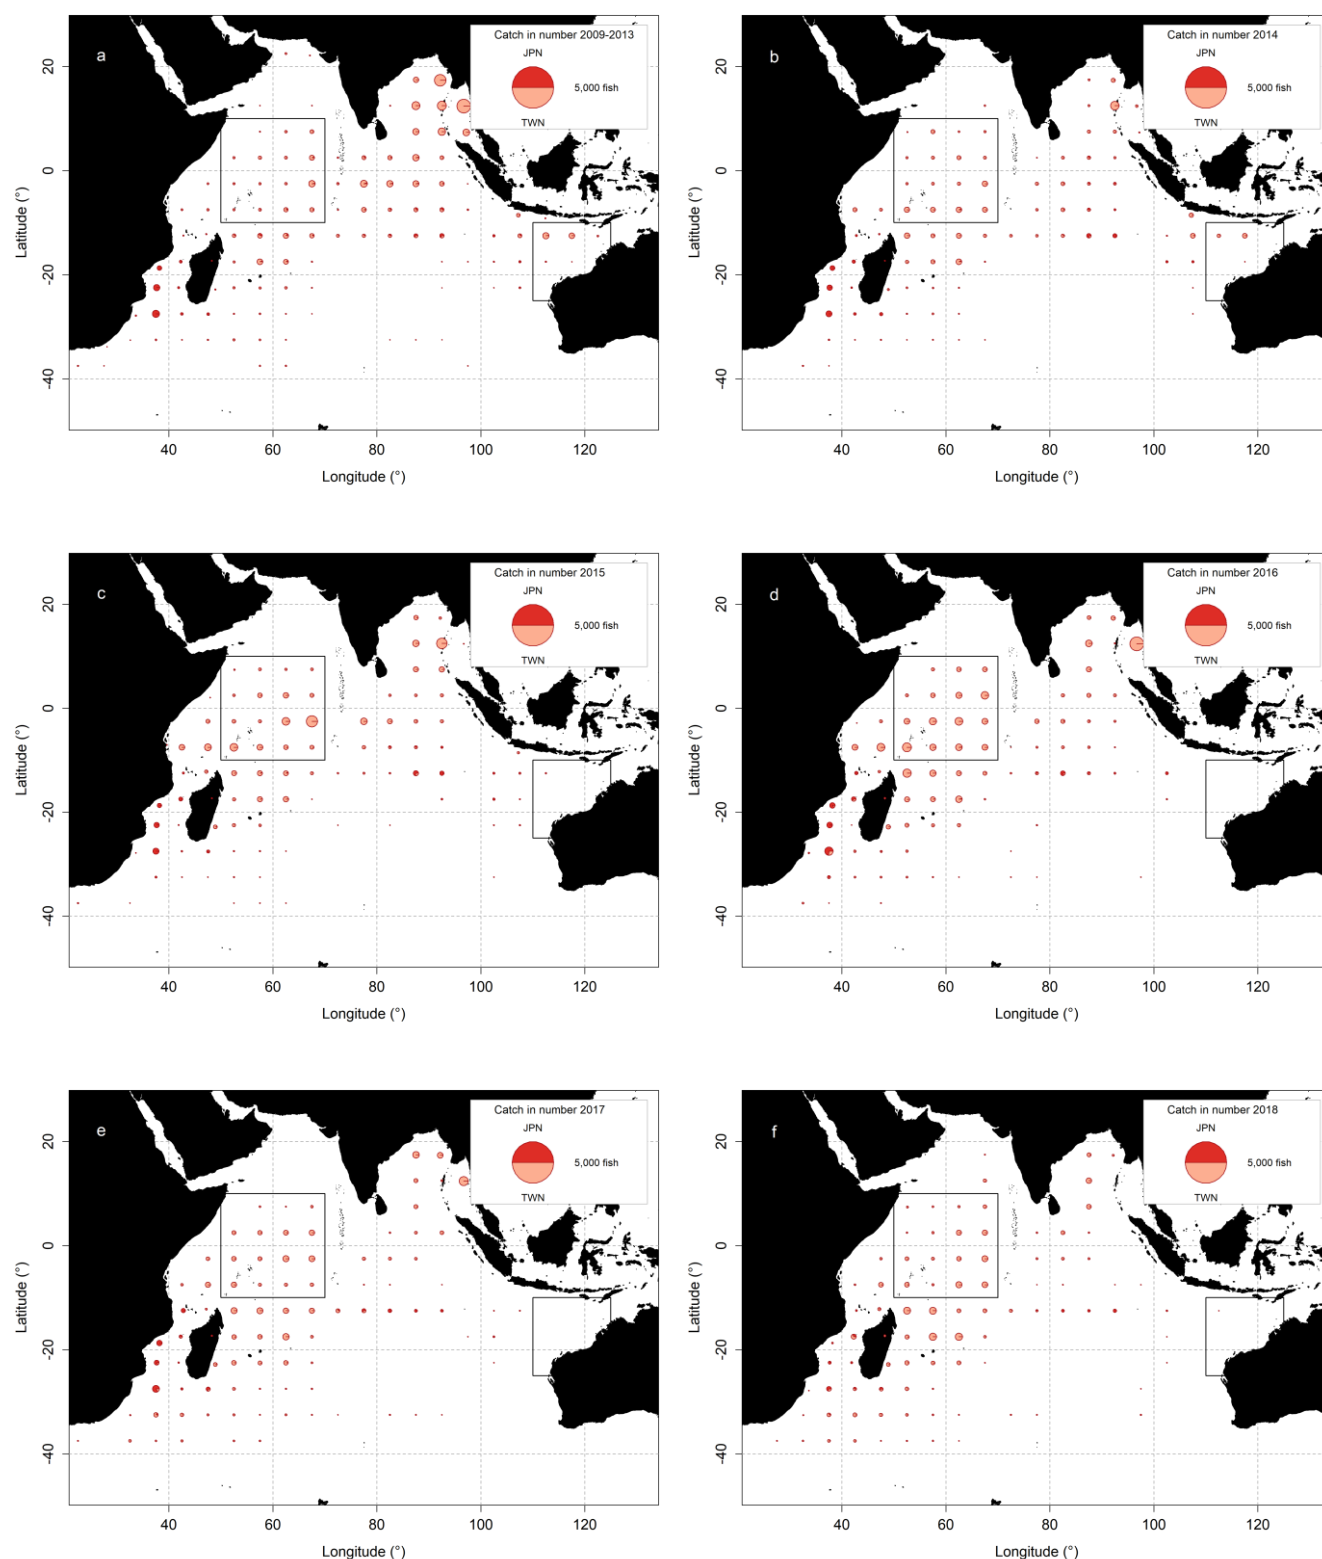 a
Catch in number 2009-2013
JPN
5,000 fish
TWN
20
0
-20
-40
Latitude (°)
40
60
80
100
120
Longitude (°)
b
Catch in number 2014
JPN
5,000 fish
TWN
20
0
-20
-40
Latitude (°)
40
60
80
100
120
Longitude (°)
c
Catch in number 2015
JPN
5,000 fish
TWN
20
0
-20
-40
Latitude (°)
40
60
80
100
120
Longitude (°)
d
Catch in number 2016
JPN
5,000 fish
TWN
20
0
-20
-40
Latitude (°)
40
60
80
100
120
Longitude (°)
e
Catch in number 2017
JPN
5,000 fish
TWN
20
0
-20
-40
Latitude (°)
40
60
80
100
120
Longitude (°)
f
Catch in number 2018
JPN
5,000 fish
TWN
20
0
-20
-40
Latitude (°)
40
60
80
100
120
Longitude (°)